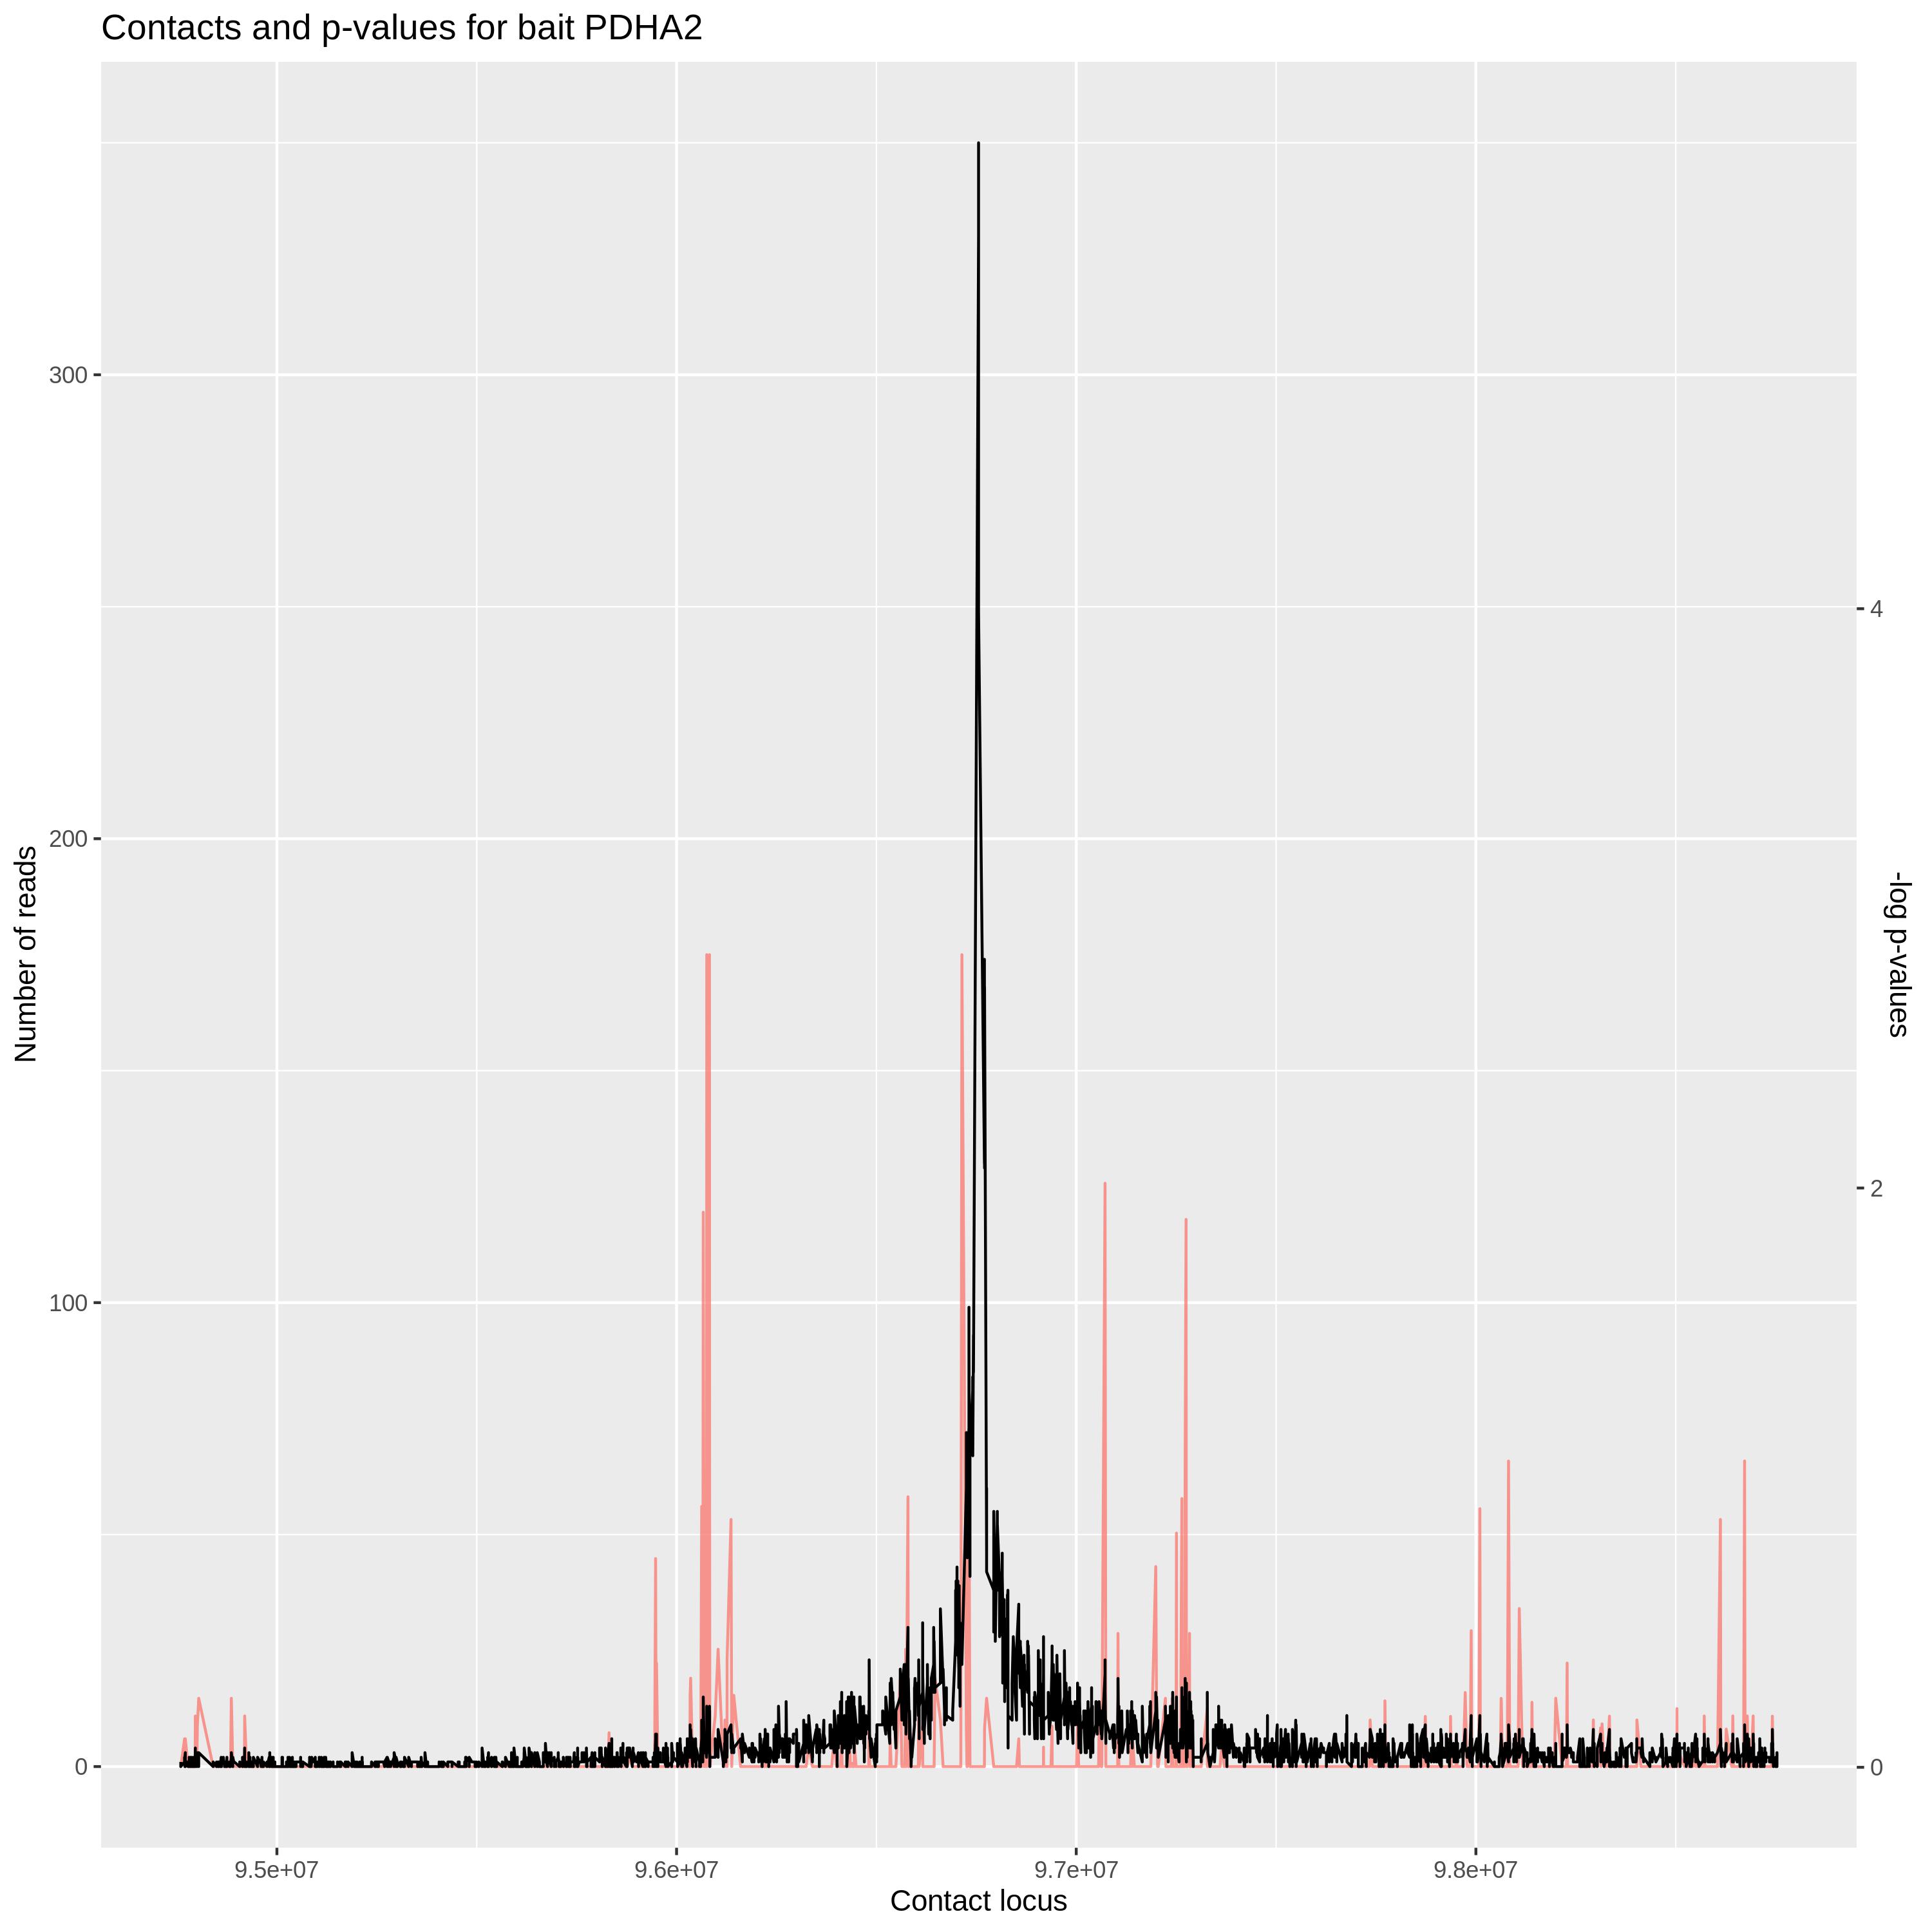 Contacts and p-values for bait PDHA2
Number of reads
300
200
100
0
4
2
0
-log p-values
9.5e+07 9.6e+07 9.7e+07 9.8e+07
Contact locus